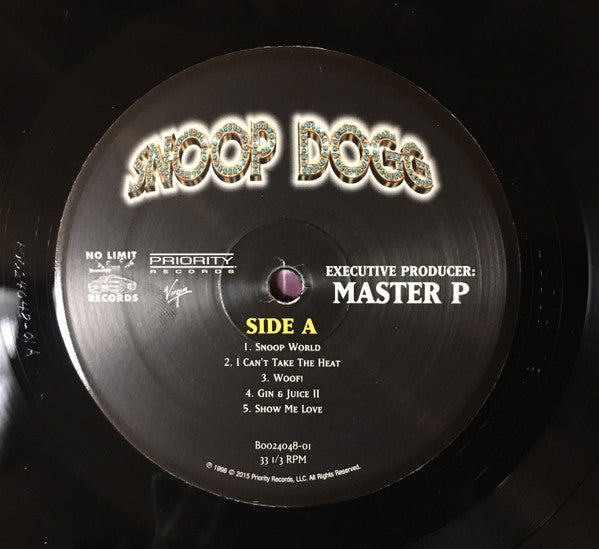 SNOOP DOGG
NO LIMIT
RECORDS
PRIORITY
RECORDS
Virgin
EXECUTIVE PRODUCER:
MASTER P
SIDE A
1. Snoop World
2. I Can't Take The Heat
3. Woof!
4. Gin & Juice II
5. Show Me Love
B0024048-01
33 1/3 RPM
℗ 1998 © 2015 Priority Records, LLC. All Rights Reserved.